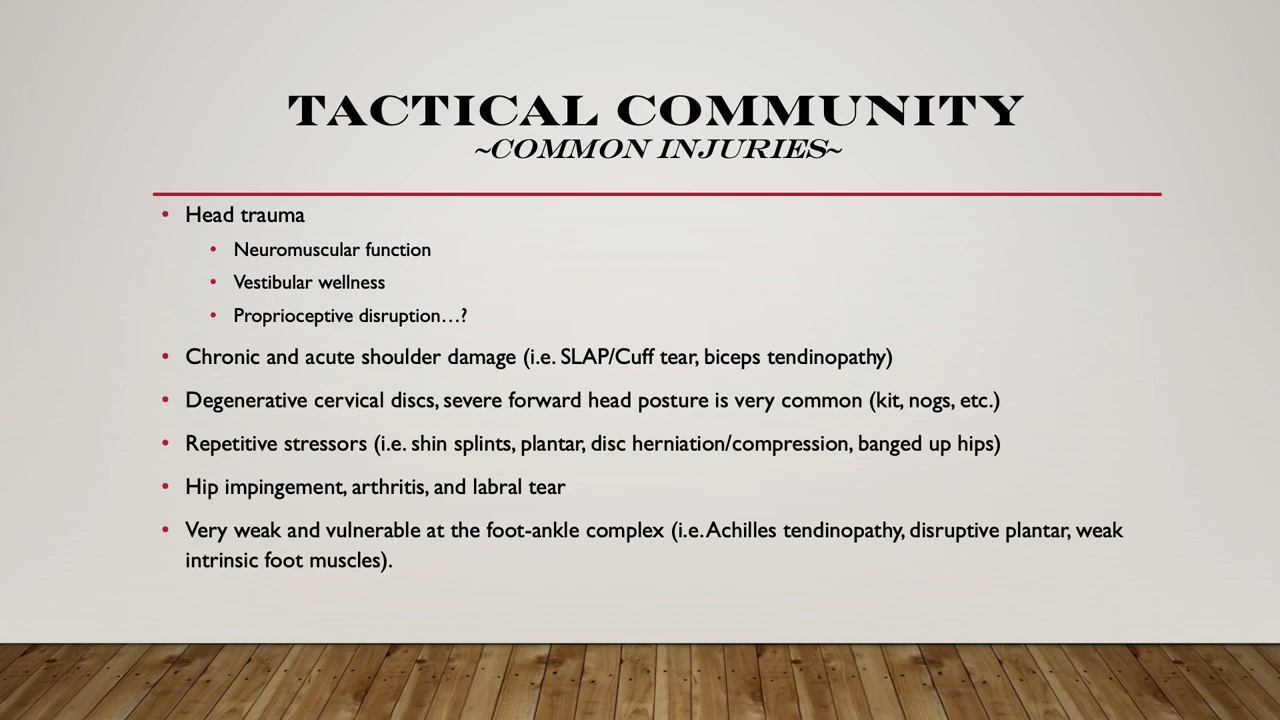 TACTICAL COMMUNITY
~COMMON INJURIES~
• Head trauma
• Neuromuscular function
• Vestibular wellness
• Proprioceptive disruption…?
• Chronic and acute shoulder damage (i.e. SLAP/Cuff tear, biceps tendinopathy)
• Degenerative cervical discs, severe forward head posture is very common (kit, nogs, etc.)
• Repetitive stressors (i.e. shin splints, plantar, disc herniation/compression, banged up hips)
• Hip impingement, arthritis, and labral tear
• Very weak and vulnerable at the foot-ankle complex (i.e. Achilles tendinopathy, disruptive plantar, weak
intrinsic foot muscles).